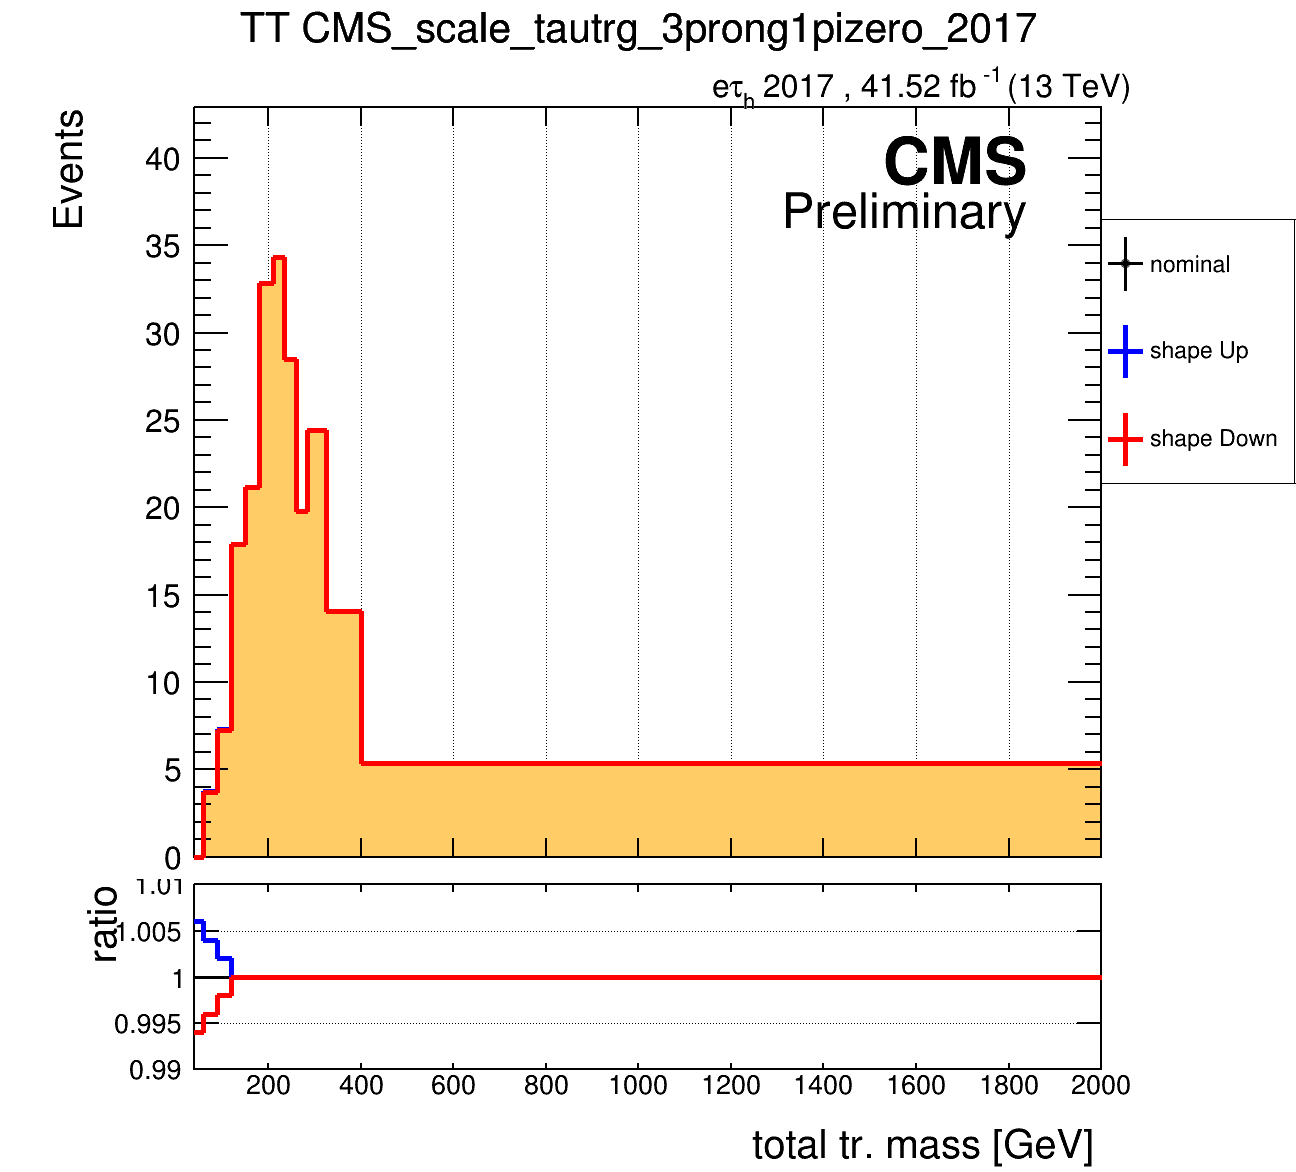 TT CMS_scale_tautrg_3prong1pizero_2017
eτh 2017 , 41.52 fb-1 (13 TeV)
Events
CMS
Preliminary
40
35
30
25
20
15
10
5
0
nominal
shape Up
shape Down
ratio
1.01
1.005
1
0.995
0.99
200 400 600 800 1000 1200 1400 1600 1800 2000
total tr. mass [GeV]